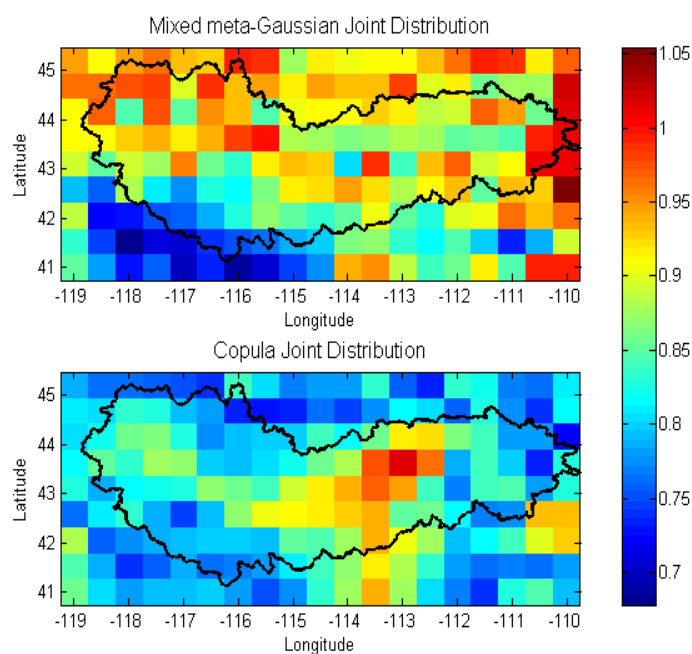 Mixed meta-Gaussian Joint Distribution
45
44
43
42
41
Latitude
-119 -118 -117 -116 -115 -114 -113 -112 -111 -110
Longitude
Copula Joint Distribution
45
44
43
42
41
Latitude
-119 -118 -117 -116 -115 -114 -113 -112 -111 -110
Longitude
1.05
1
0.95
0.9
0.85
0.8
0.75
0.7